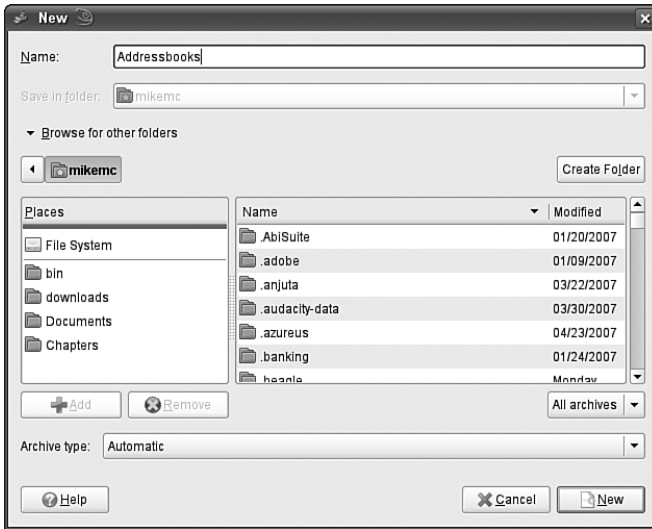 New
Name: Addressbooks
Save in folder: mikemc
Browse for other folders
mikemc Create Folder
Places
File System
bin
downloads
Documents
Chapters
Name Modified
.AbiSuite 01/20/2007
.adobe 01/09/2007
.anjuta 03/22/2007
.audacity-data 03/30/2007
.azureus 04/23/2007
.banking 01/24/2007
.beagle Monday
Add Remove All archives
Archive type: Automatic
Help Cancel New